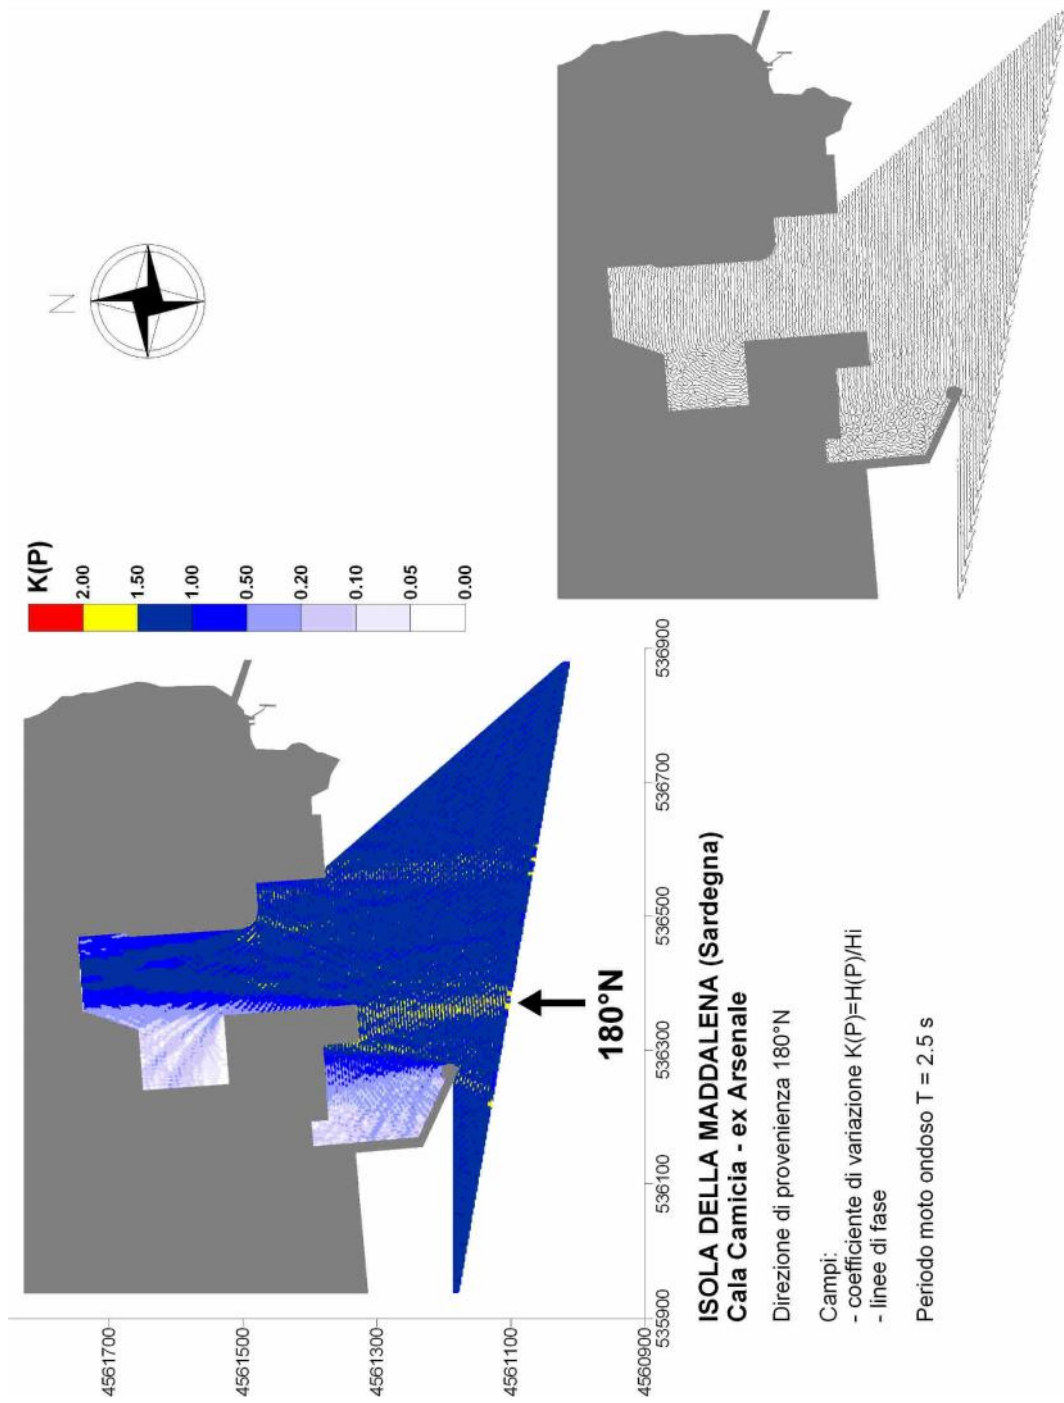 N
K(P)
2.00
1.50
1.00
0.50
0.20
0.10
0.05
0.00
4561700
4561500
4561300
4561100
4560900
535900
536100
536300
536500
536700
536900
180°N
ISOLA DELLA MADDALENA (Sardegna)
Cala Camicia - ex Arsenale
Direzione di provenienza 180°N
Campi:
- coefficiente di variazione K(P)=H(P)/Hi
- linee di fase
Periodo moto ondoso T = 2.5 s